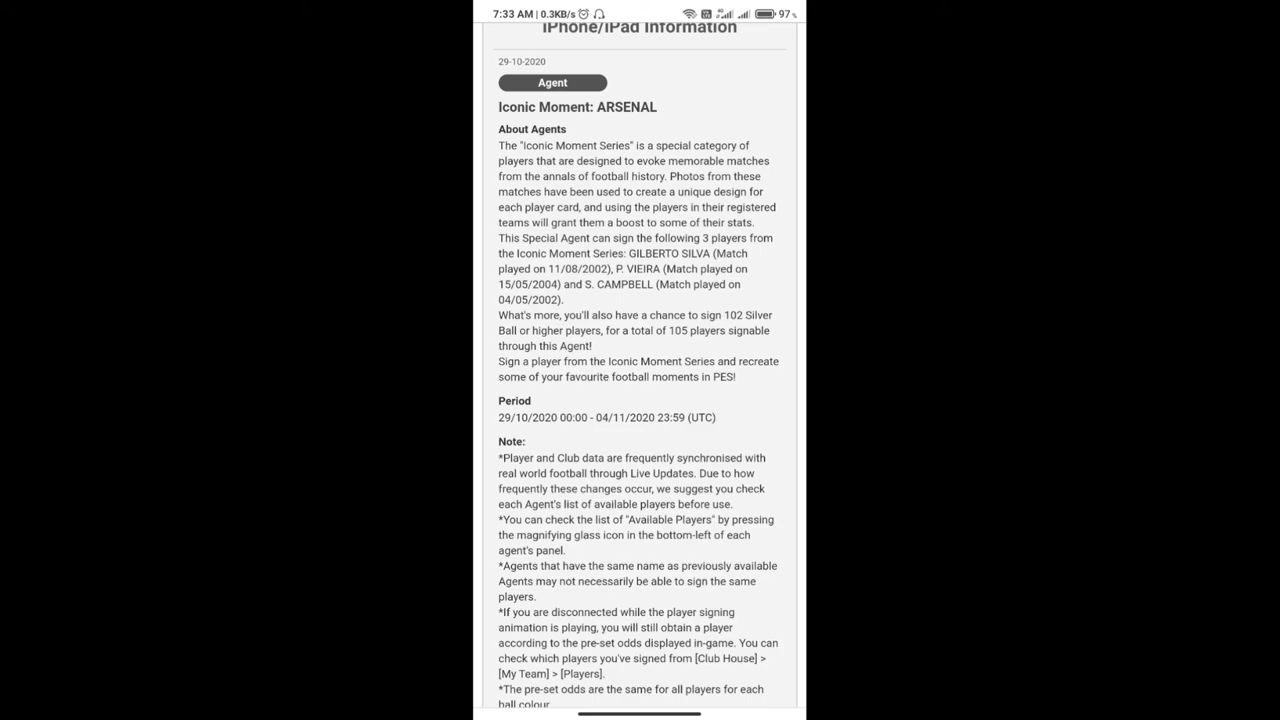 7:33 AM | 0.3KB/s
97%
iPhone/iPad Information
29-10-2020
Agent
Iconic Moment: ARSENAL
About Agents
The "Iconic Moment Series" is a special category of
players that are designed to evoke memorable matches
from the annals of football history. Photos from these
matches have been used to create a unique design for
each player card, and using the players in their registered
teams will grant them a boost to some of their stats.
This Special Agent can sign the following 3 players from
the Iconic Moment Series: GILBERTO SILVA (Match
played on 11/08/2002), P. VIEIRA (Match played on
15/05/2004) and S. CAMPBELL (Match played on
04/05/2002).
What's more, you'll also have a chance to sign 102 Silver
Ball or higher players, for a total of 105 players signable
through this Agent!
Sign a player from the Iconic Moment Series and recreate
some of your favourite football moments in PES!
Period
29/10/2020 00:00 - 04/11/2020 23:59 (UTC)
Note:
*Player and Club data are frequently synchronised with
real world football through Live Updates. Due to how
frequently these changes occur, we suggest you check
each Agent's list of available players before use.
*You can check the list of "Available Players" by pressing
the magnifying glass icon in the bottom-left of each
agent's panel.
*Agents that have the same name as previously available
Agents may not necessarily be able to sign the same
players.
*If you are disconnected while the player signing
animation is playing, you will still obtain a player
according to the pre-set odds displayed in-game. You can
check which players you've signed from [Club House] >
[My Team] > [Players].
*The pre-set odds are the same for all players for each
ball colour